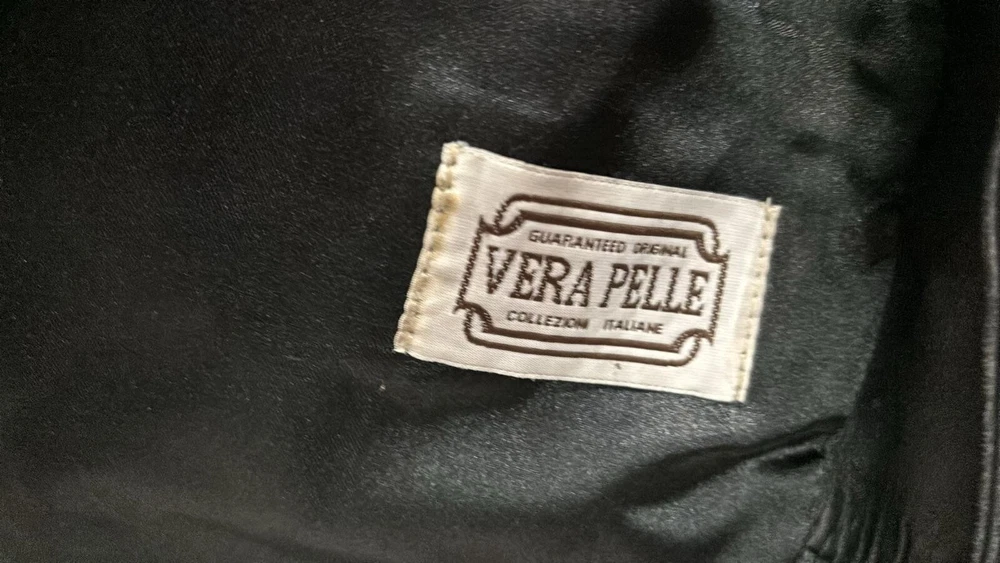 GUARANTEED ORIGINAL
VERA PELLE
COLLEZIONI ITALIANE